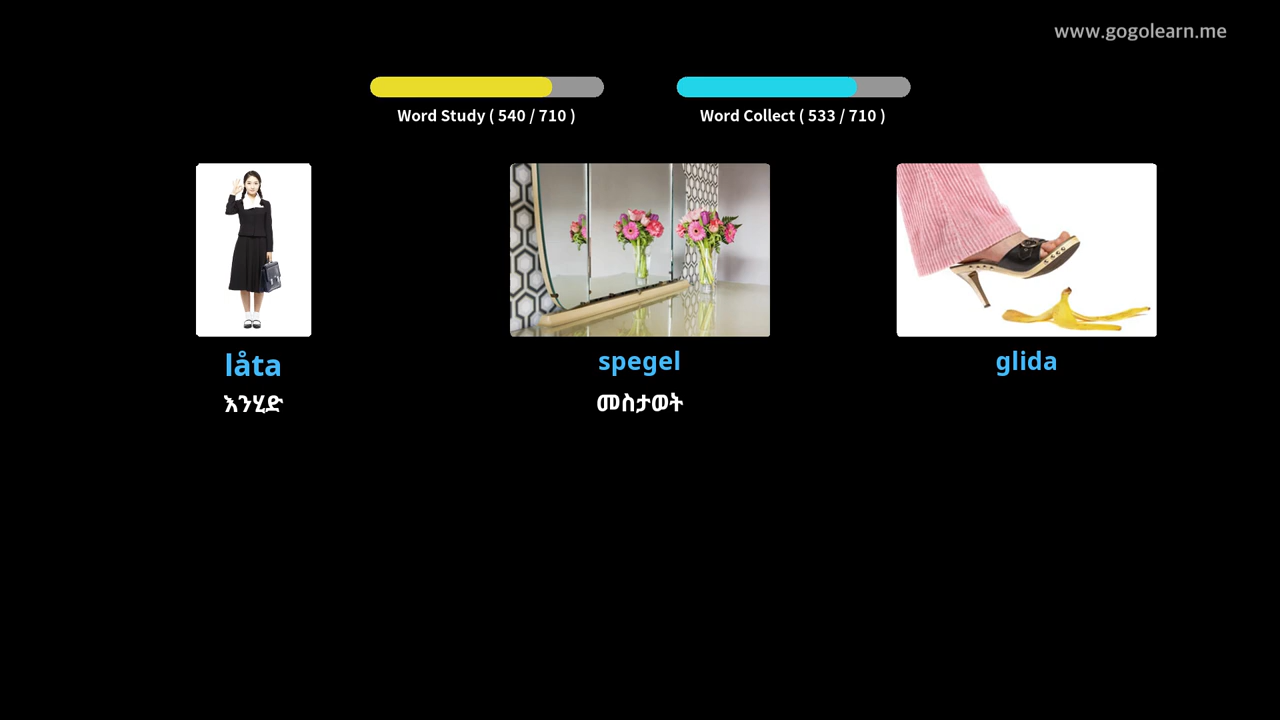 www.gogolearn.me
Word Study ( 540 / 710 )
Word Collect ( 533 / 710 )
låta
spegel
glida
እንሂድ
መስታወት